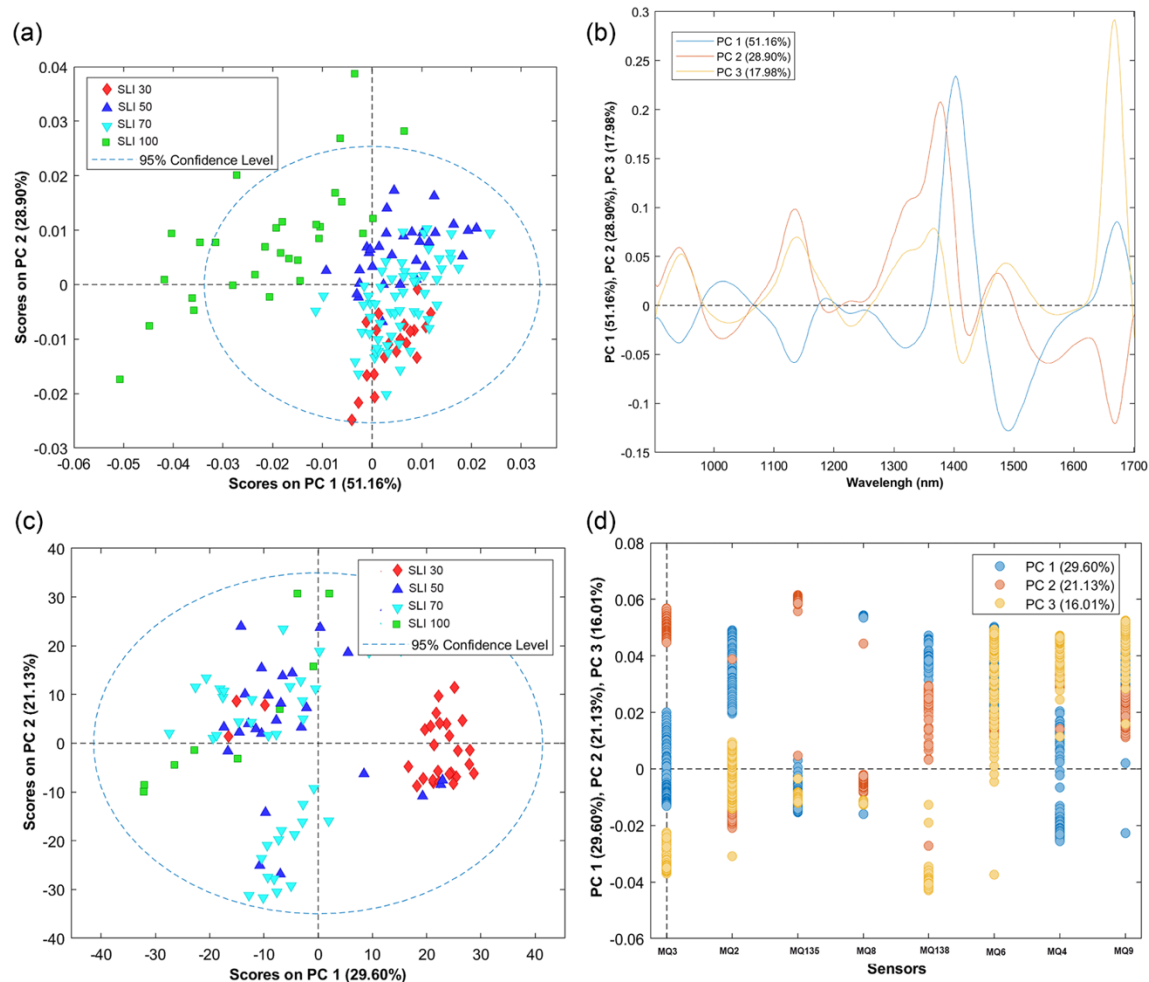 (a)
0.04
0.03
0.02
0.01
0
-0.01
-0.02
-0.03
Scores on PC 2 (28.90%)
SLI 30
SLI 50
SLI 70
SLI 100
95% Confidence Level
-0.06 -0.05 -0.04 -0.03 -0.02 -0.01 0 0.01 0.02 0.03
Scores on PC 1 (51.16%)
(b)
0.3
0.25
0.2
0.15
0.1
0.05
0
-0.05
-0.1
-0.15
PC 1 (51.16%), PC 2 (28.90%), PC 3 (17.98%)
PC 1 (51.16%)
PC 2 (28.90%)
PC 3 (17.98%)
1000 1100 1200 1300 1400 1500 1600 1700
Wavelengh (nm)
(c)
40
30
20
10
0
-10
-20
-30
-40
Scores on PC 2 (21.13%)
SLI 30
SLI 50
SLI 70
SLI 100
95% Confidence Level
-40 -30 -20 -10 0 10 20 30 40
Scores on PC 1 (29.60%)
(d)
0.08
0.06
0.04
0.02
0
-0.02
-0.04
-0.06
PC 1 (29.60%), PC 2 (21.13%), PC 3 (16.01%)
PC 1 (29.60%)
PC 2 (21.13%)
PC 3 (16.01%)
MQ3 MQ2 MQ135 MQ8 MQ138 MQ6 MQ4 MQ9
Sensors